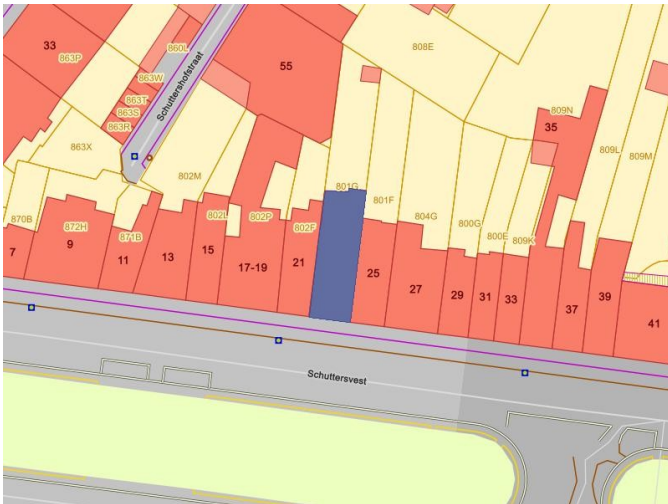 33
863P
860L
863W
863T
863S
863R
Schuttershofstraat
55
808E
863X
802M
809N
35
809L
809M
870B
872H
871B
802L
802P
802F
801G
801F
804G
800G
800E
809K
7
9
11
13
15
17-19
21
25
27
29
31
33
37
39
41
Schuttersvest